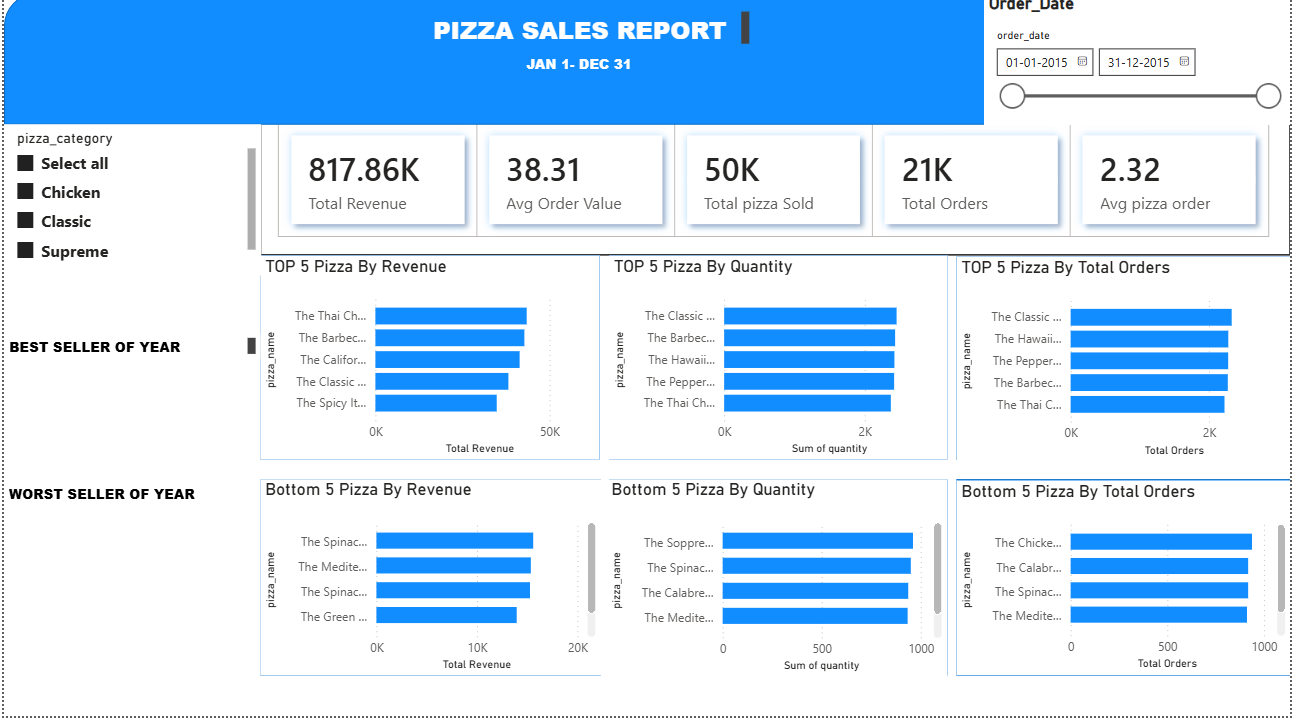 PIZZA SALES REPORT
JAN 1- DEC 31
Order_Date
order_date
01-01-2015
31-12-2015
pizza_category
Select all
Chicken
Classic
Supreme
817.86K
Total Revenue
38.31
Avg Order Value
50K
Total pizza Sold
21K
Total Orders
2.32
Avg pizza order
BEST SELLER OF YEAR
TOP 5 Pizza By Revenue
pizza_name
The Thai Ch...
The Barbec...
The Califor...
The Classic ...
The Spicy It...
0K
50K
Total Revenue
TOP 5 Pizza By Quantity
pizza_name
The Classic ...
The Barbec...
The Hawaii...
The Pepper...
The Thai Ch...
0K
2K
Sum of quantity
TOP 5 Pizza By Total Orders
pizza_name
The Classic ...
The Hawaii...
The Pepper...
The Barbec...
The Thai C...
0K
2K
Total Orders
WORST SELLER OF YEAR
Bottom 5 Pizza By Revenue
pizza_name
The Spinac...
The Medite...
The Spinac...
The Green ...
0K
10K
20K
Total Revenue
Bottom 5 Pizza By Quantity
pizza_name
The Soppre...
The Spinac...
The Calabre...
The Medite...
0
500
1000
Sum of quantity
Bottom 5 Pizza By Total Orders
pizza_name
The Chicke...
The Calabr...
The Spinac...
The Medite...
0
500
1000
Total Orders